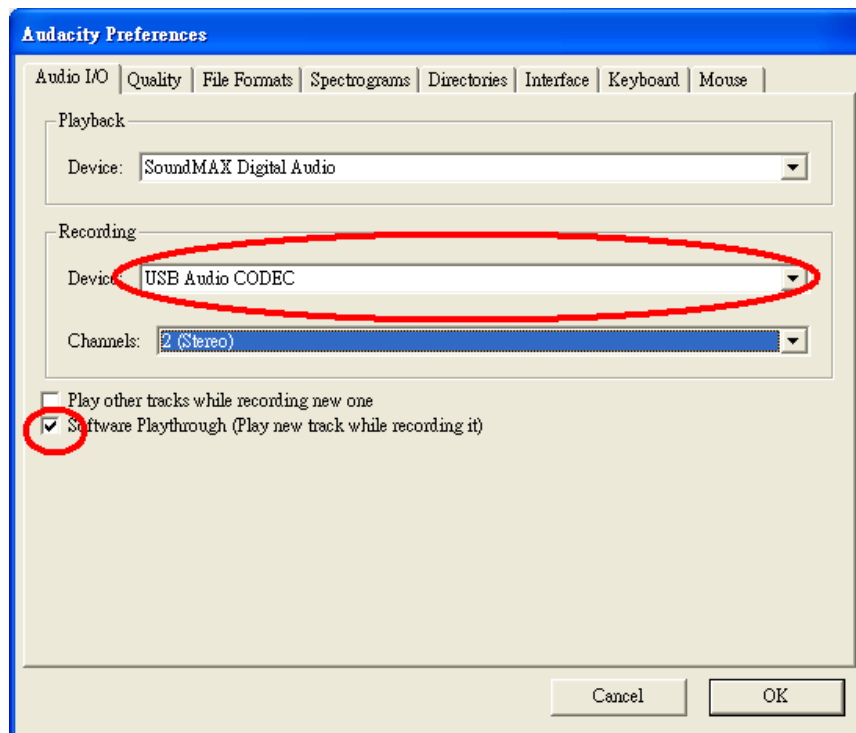 Audacity Preferences
Audio I/O Quality File Formats Spectrograms Directories Interface Keyboard Mouse
Playback
Device: SoundMAX Digital Audio
Recording
Device: USB Audio CODEC
Channels: 2 (Stereo)
Play other tracks while recording new one
Software Playthrough (Play new track while recording it)
Cancel OK